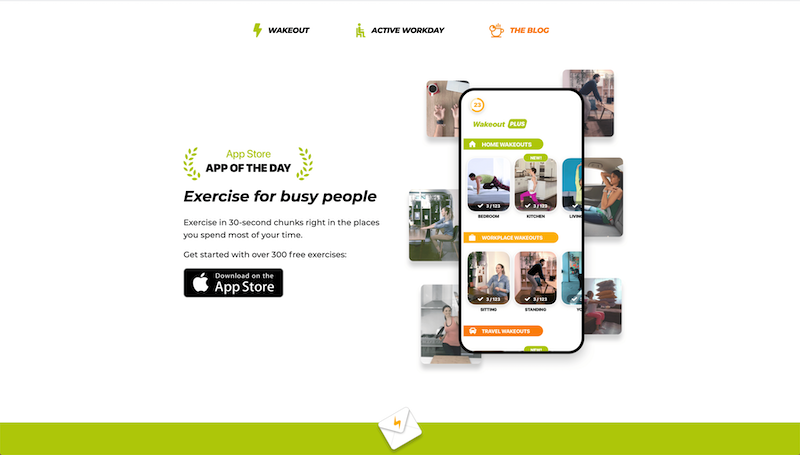 WAKEOUT
ACTIVE WORKDAY
THE BLOG
App Store
APP OF THE DAY
Exercise for busy people
Exercise in 30-second chunks right in the places
you spend most of your time.
Get started with over 300 free exercises:
Download on the
App Store
23
Wakeout PLUS
HOME WAKEOUTS
NEW!
3 / 123
3 / 123
BEDROOM
KITCHEN
LIVING
WORKPLACE WAKEOUTS
3 / 123
3 / 123
SITTING
STANDING
TRAVEL WAKEOUTS
NEW!